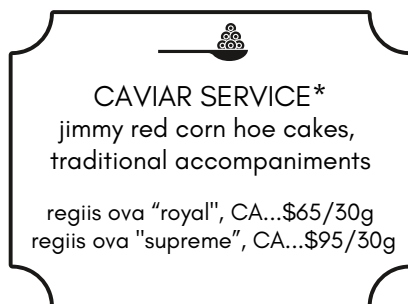 CAVIAR SERVICE*
jimmy red corn hoe cakes,
traditional accompaniments
regiis ova “royal", CA...$65/30g
regiis ova "supreme”, CA...$95/30g